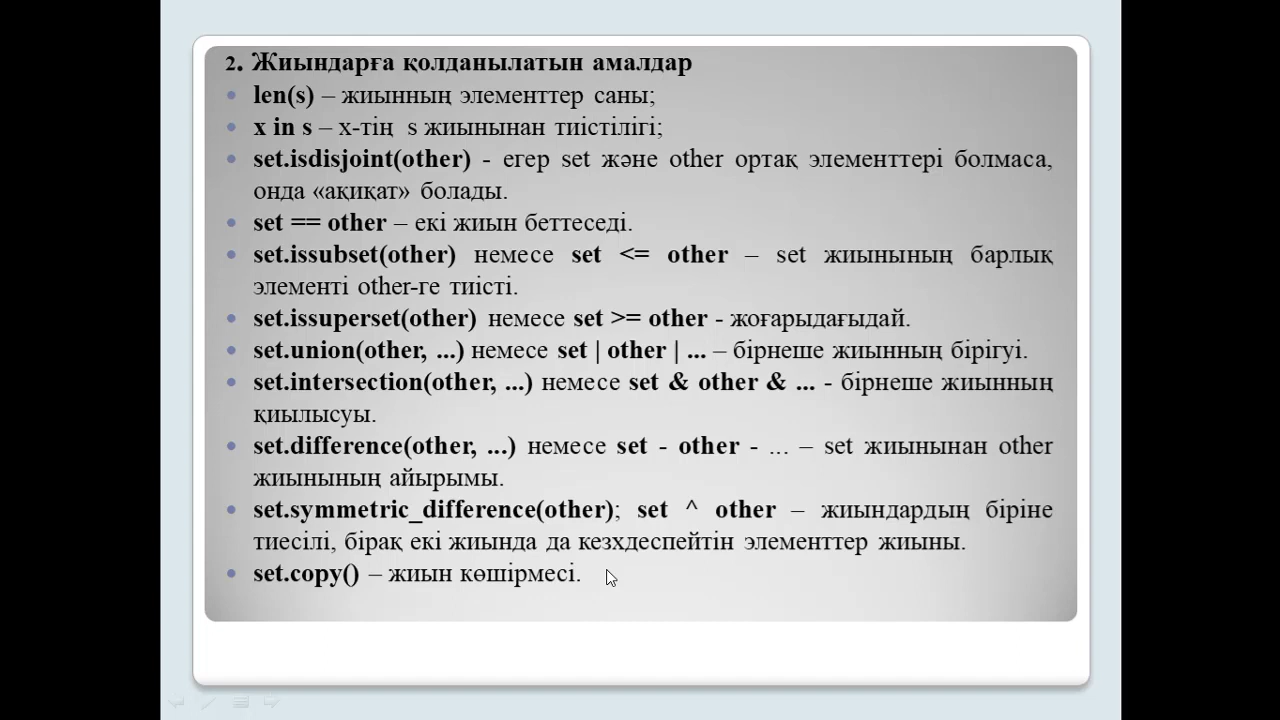 2. Жиындарға қолданылатын амалдар
len(s) – жиынның элементтер саны;
x in s – x-тің s жиынынан тиістілігі;
set.isdisjoint(other) - егер set және other ортақ элементтері болмаса,
онда «ақиқат» болады.
set == other – екі жиын беттеседі.
set.issubset(other) немесе set <= other – set жиынының барлық
элементі other-ге тиісті.
set.issuperset(other) немесе set >= other - жоғарыдағыдай.
set.union(other, ...) немесе set | other | ... – бірнеше жиынның бірігуі.
set.intersection(other, ...) немесе set & other & ... - бірнеше жиынның
қиылысуы.
set.difference(other, ...) немесе set - other - ... – set жиынынан other
жиынының айырымы.
set.symmetric_difference(other); set ^ other – жиындардың біріне
тиесілі, бірақ екі жиында да кезхдеспейтін элементтер жиыны.
set.copy() – жиын көшірмесі.